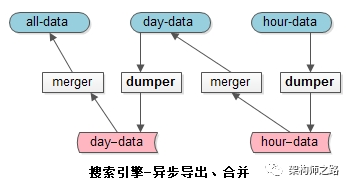 all-data day-data hour-data
merger dumper merger dumper
day–data hour–data
搜索引擎-异步导出、合并
架构师之路